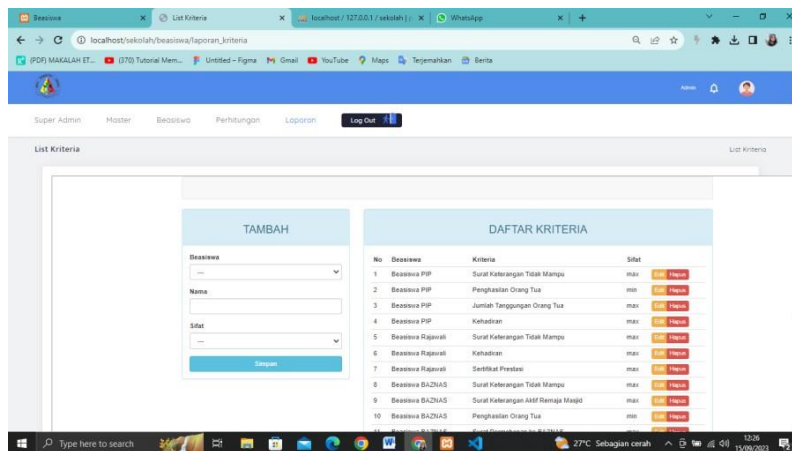 Beasiswa
List Kriteria
localhost / 127.0.0.1 / sekolah |
WhatsApp
localhost/sekolah/beasiswa/laporan_kriteria
(PDF) MAKALAH ET...
(370) Tutorial Mem...
Untitled – Figma
Gmail
YouTube
Maps
Terjemahkan
Berita
Admin
Super Admin
Master
Beasiswa
Perhitungan
Laporan
Log Out
List Kriteria
List Kriteria
TAMBAH
Beasiswa
---
Nama
Sifat
---
Simpan
DAFTAR KRITERIA
No Beasiswa Kriteria Sifat
1 Beasiswa PIP Surat Keterangan Tidak Mampu max Edit Hapus
2 Beasiswa PIP Penghasilan Orang Tua min Edit Hapus
3 Beasiswa PIP Jumlah Tanggungan Orang Tua max Edit Hapus
4 Beasiswa PIP Kehadiran max Edit Hapus
5 Beasiswa Rajawali Surat Keterangan Tidak Mampu max Edit Hapus
6 Beasiswa Rajawali Kehadiran max Edit Hapus
7 Beasiswa Rajawali Sertifikat Prestasi max Edit Hapus
8 Beasiswa BAZNAS Surat Keterangan Tidak Mampu max Edit Hapus
9 Beasiswa BAZNAS Surat Keterangan Aktif Remaja Masjid max Edit Hapus
10 Beasiswa BAZNAS Penghasilan Orang Tua min Edit Hapus
Type here to search
27°C Sebagian cerah
12:26
15/09/2023